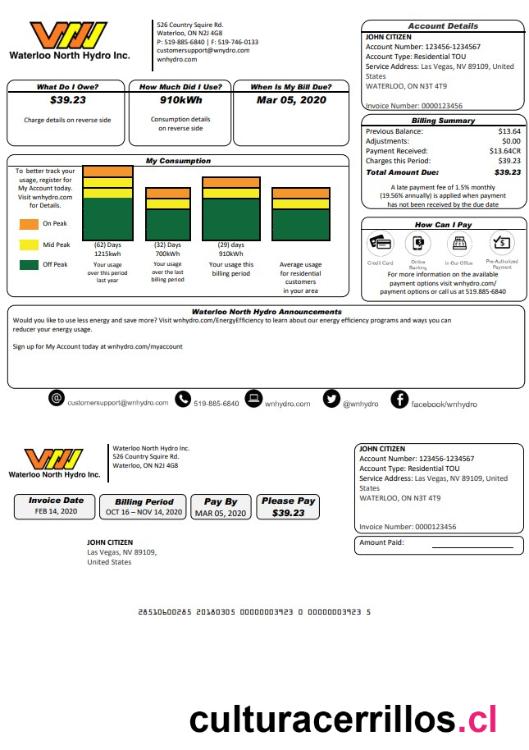 Waterloo North Hydro Inc.
526 Country Squire Rd.
Waterloo, ON N2J 4G8
P: 519-885-6840 | F: 519-746-0133
customersupport@wnydro.com
wnhydro.com
Account Details
JOHN CITIZEN
Account Number: 123456-1234567
Account Type: Residential TOU
Service Address: Las Vegas, NV 89109, United
States
WATERLOO, ON N3T 4T9
Invoice Number: 0000123456
What Do I Owe?
$39.23
Charge details on reverse side
How Much Did I Use?
910kWh
Consumption details
on reverse side
When Is My Bill Due?
Mar 05, 2020
Billing Summary
Previous Balance: $13.64
Adjustments: $0.00
Payment Received: $13.64CR
Charges this Period: $39.23
Total Amount Due: $39.23
A late payment fee of 1.5% monthly
(19.56% annually) is applied when payment
has not been received by the due date
My Consumption
To better track your
usage, register for
My Account today.
Visit wnhydro.com
for Details.
On Peak
Mid Peak
Off Peak
(62) Days
1215kwh
Your usage
over this period
last year
(32) Days
700kWh
Your usage
over the last
billing period
(29) days
910kWh
Your usage this
billing period
Average usage
for residential
customers
in your area
How Can I Pay
Credit Card
Online
Banking
In Our Office
Pre-Authorized
Payment
For more information on the available
payment options visit wnhydro.com/
payment options or call us at 519.885-6840
Waterloo North Hydro Announcements
Would you like to use less energy and save more? Visit wnhydro.com/EnergyEfficiency to learn about our energy efficiency programs and ways you can
reducer your energy usage.
Sign up for My Account today at wnhydro.com/myaccount
customersupport@wnhydro.com
519-885-6840
wnhydro.com
@wnhydro
facebook/wnhydro
Waterloo North Hydro Inc.
Waterloo North Hydro Inc.
526 Country Squire Rd.
Waterloo, ON N2J 4G8
JOHN CITIZEN
Account Number: 123456-1234567
Account Type: Residential TOU
Service Address: Las Vegas, NV 89109, United
States
WATERLOO, ON N3T 4T9
Invoice Number: 0000123456
Invoice Date
FEB 14, 2020
Billing Period
OCT 16 – NOV 14, 2020
Pay By
MAR 05, 2020
Please Pay
$39.23
Amount Paid:
JOHN CITIZEN
Las Vegas, NV 89109,
United States
28510600285 20180305 00000003923 0 00000003923 5
culturacerrillos.cl